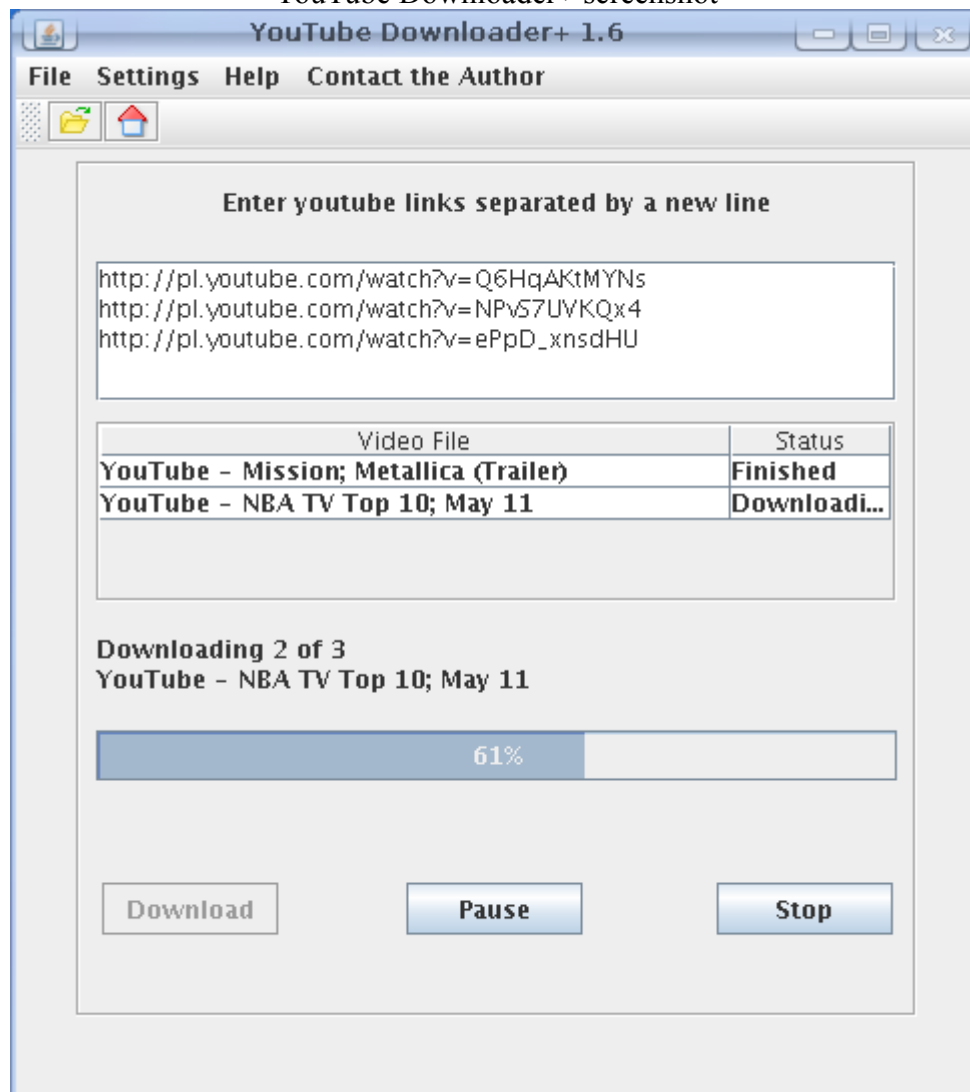 YouTube Downloader+ screenshot
YouTube Downloader+ 1.6
File Settings Help Contact the Author
Enter youtube links separated by a new line
http://pl.youtube.com/watch?v=Q6HqAKtMYNs
http://pl.youtube.com/watch?v=NPvS7UVKQx4
http://pl.youtube.com/watch?v=ePpD_xnsdHU
Video File Status
YouTube – Mission; Metallica (Trailer) Finished
YouTube – NBA TV Top 10; May 11 Downloadi...
Downloading 2 of 3
YouTube – NBA TV Top 10; May 11
61%
Download Pause Stop